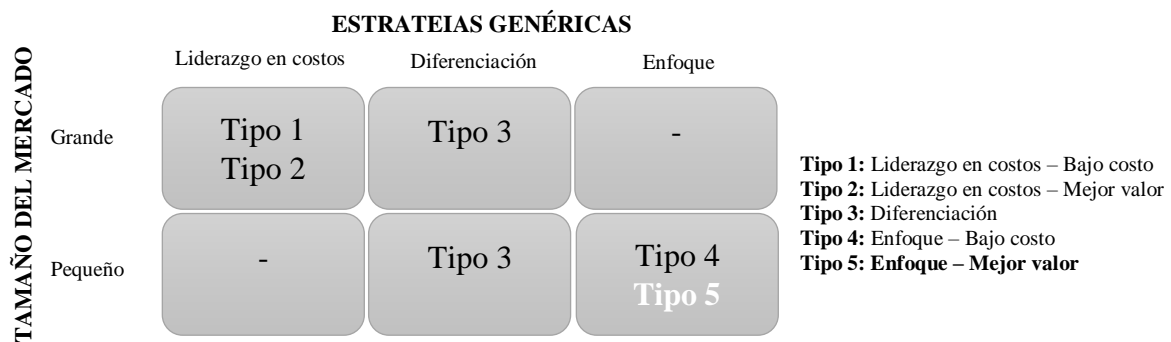 ESTRATEIAS GENÉRICAS
Liderazgo en costos
Diferenciación
Enfoque
TAMAÑO DEL MERCADO
Grande
Tipo 1
Tipo 2
Tipo 3
-
Pequeño
-
Tipo 3
Tipo 4
Tipo 5
Tipo 1: Liderazgo en costos – Bajo costo
Tipo 2: Liderazgo en costos – Mejor valor
Tipo 3: Diferenciación
Tipo 4: Enfoque – Bajo costo
Tipo 5: Enfoque – Mejor valor